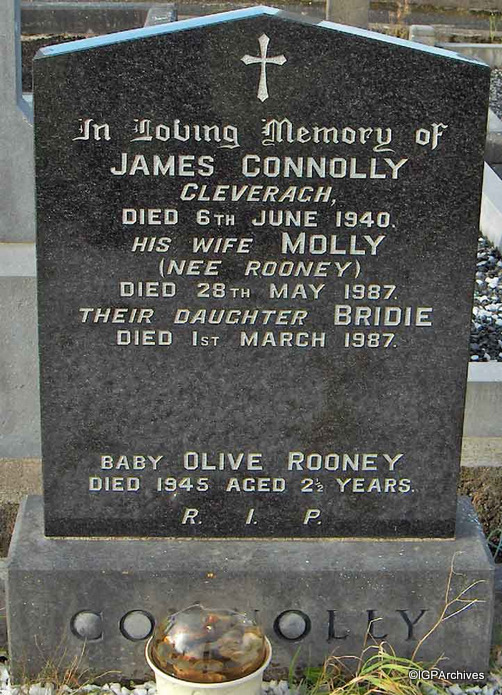 In Loving Memory of
JAMES CONNOLLY
CLEVERAGH,
DIED 6TH JUNE 1940.
HIS WIFE MOLLY
(NEE ROONEY)
DIED 28TH MAY 1987.
THEIR DAUGHTER BRIDIE
DIED 1ST MARCH 1987.
BABY OLIVE ROONEY
DIED 1945 AGED 2½ YEARS.
R. I. P.
CONNOLLY
©IGPArchives